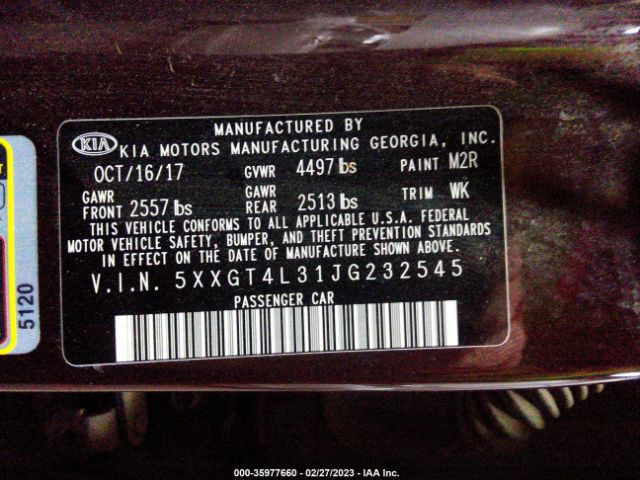 MANUFACTURED BY
KIA KIA MOTORS MANUFACTURING GEORGIA, INC.
OCT/16/17 GVWR 4497 lbs PAINT M2R
GAWR FRONT 2557 lbs GAWR REAR 2513 lbs TRIM WK
THIS VEHICLE CONFORMS TO ALL APPLICABLE U.S.A. FEDERAL
MOTOR VEHICLE SAFETY, BUMPER, AND THEFT PREVENTION STANDARDS
IN EFFECT ON THE DATE OF MANUFACTURE SHOWN ABOVE.
V.I.N. 5XXGT4L31JG232545
PASSENGER CAR
5120
000-35977660 - 02/27/2023 - IAA Inc.